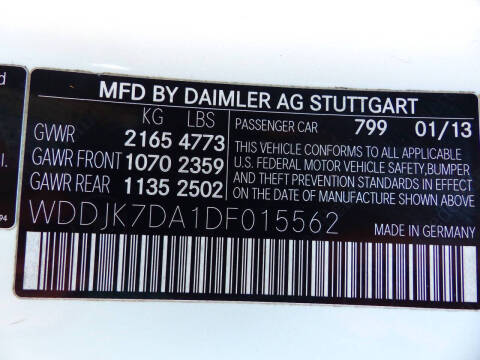 MFD BY DAIMLER AG STUTTGART
KG LBS
GVWR 2165 4773
GAWR FRONT 1070 2359
GAWR REAR 1135 2502
PASSENGER CAR 799 01/13
THIS VEHICLE CONFORMS TO ALL APPLICABLE
U.S. FEDERAL MOTOR VEHICLE SAFETY,BUMPER
AND THEFT PREVENTION STANDARDS IN EFFECT
ON THE DATE OF MANUFACTURE SHOWN ABOVE.
WDDJK7DA1DF015562
MADE IN GERMANY